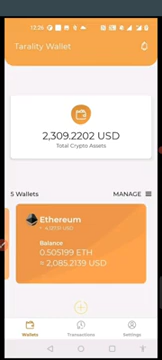 12:29
Tarality Wallet
2,309.2202 USD
Total Crypto Assets
5 Wallets
MANAGE
Ethereum
Balance
0.505199 ETH
≈ 2,085.2139 USD
Wallets
Transactions
Settings